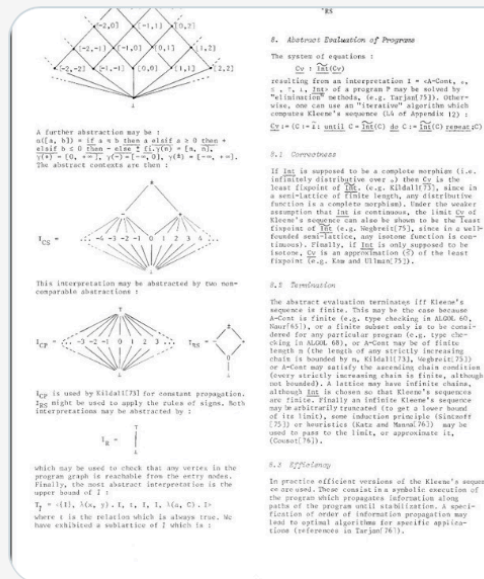 [-2,0] [-1,1] [0,2]
[-2,-1] [-1,0] [0,1] [1,2]
[-2,-2] [-1,-1] [0,0] [1,1] [2,2]
A further abstraction may be :
α([a, b]) = if a = b then a elsif a ≥ 0 then +
elsif b ≤ 0 then - else ± fi. γ(n) = [n, n],
γ(+) = [0, +∞], γ(-) = [-∞, 0], γ(±) = [-∞, +∞].
The abstract contexts are then :
I_CS =
-4 -3 -2 -1 0 1 2 3 4
This interpretation may be abstracted by two non-
comparable abstractions :
I_CP = I_RS =
I_CP is used by Kildall[73] for constant propagation.
I_RS might be used to apply the rules of signs. Both
interpretations may be abstracted by :
which may be used to check that any vertex in the
program graph is reachable from the entry nodes.
Finally, the most abstract interpretation is the
upper bound of I :
where t is the relation which is always true. We
have exhibited a sublattice of I which is :
RS
8. Abstract Evaluation of Programs
The system of equations :
Cv : Int(Cv)
resulting from an interpretation I = <A-Cont, ∘,
≤, ⊤, ⊥, Int> of a program P may be solved by
"elimination" methods, (e.g. Tarjan[75]). Other-
wise, one can use an "iterative" algorithm which
computes Kleene's sequence (L4 of Appendix 12) :
8.1 Correctness
If Int is supposed to be a complete morphism (i.e.
infinitely distributive over ∘) then Cv is the
least fixpoint of Int, (e.g. Kildall[73], since in
a semi-lattice of finite length, any distributive
function is a complete morphism). Under the weaker
assumption that Int is continuous, the limit Cv of
Kleene's sequence can also be shown to be the least
fixpoint of Int (e.g. Wegbreit[75], since in a well-
founded semi-lattice, any isotone function is con-
tinuous). Finally, if Int is only supposed to be
isotone, Cv is an approximation of the least
fixpoint (e.g. Kam and Ullman[75]).
8.2 Termination
The abstract evaluation terminates iff Kleene's
sequence is finite. This may be the case because
A-Cont is finite (e.g. type checking in ALGOL 60,
Naur[65]), or a finite subset only is to be consi-
dered for any particular program (e.g. type che-
cking in ALGOL 68), or A-Cont may be of finite
length m (the length of any strictly increasing
chain is bounded by m, Kildall[73], Wegbreit[75])
or A-Cont may satisfy the ascending chain condition
(every strictly increasing chain is finite, although
not bounded). A lattice may have infinite chains,
although Int is chosen so that Kleene's sequences
are finite. Finally an infinite Kleene's sequence
may be arbitrarily truncated (to get a lower bound
of its limit), some induction principle (Sintzoff
[75]) or heuristics (Katz and Manna[76]) may be
used to pass to the limit, or approximate it,
(Cousot[76]).
8.3 Efficiency
In practice efficient versions of the Kleene's sequen
ce are used. These consist in a symbolic execution of
the program which propagates information along
paths of the program until stabilization. A speci-
fication of order of information propagation may
lead to optimal algorithms for specific applica-
tions (references in Tarjan[76]).